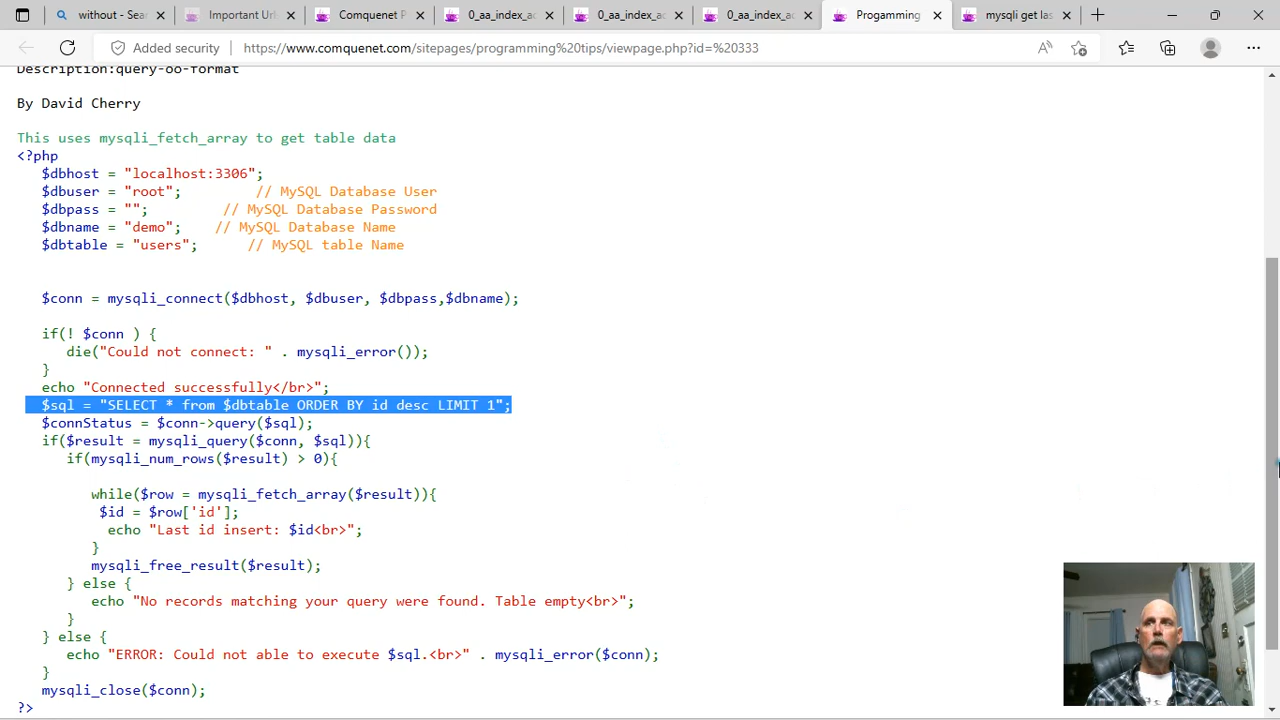 without - Sear
Important Url
Comquenet P
0_aa_index_ac
0_aa_index_ac
0_aa_index_ac
Progamming
mysqli get las
Added security
https://www.comquenet.com/sitepages/programming%20tips/viewpage.php?id=%20333
Description:query-oo-format
By David Cherry
This uses mysqli_fetch_array to get table data
<?php
$dbhost = "localhost:3306";
$dbuser = "root"; // MySQL Database User
$dbpass = ""; // MySQL Database Password
$dbname = "demo"; // MySQL Database Name
$dbtable = "users"; // MySQL table Name
$conn = mysqli_connect($dbhost, $dbuser, $dbpass,$dbname);
if(! $conn ) {
die("Could not connect: " . mysqli_error());
}
echo "Connected successfully</br>";
$sql = "SELECT * from $dbtable ORDER BY id desc LIMIT 1";
$connStatus = $conn->query($sql);
if($result = mysqli_query($conn, $sql)){
if(mysqli_num_rows($result) > 0){
while($row = mysqli_fetch_array($result)){
$id = $row['id'];
echo "Last id insert: $id<br>";
}
mysqli_free_result($result);
} else {
echo "No records matching your query were found. Table empty<br>";
}
} else {
echo "ERROR: Could not able to execute $sql.<br>" . mysqli_error($conn);
}
mysqli_close($conn);
?>